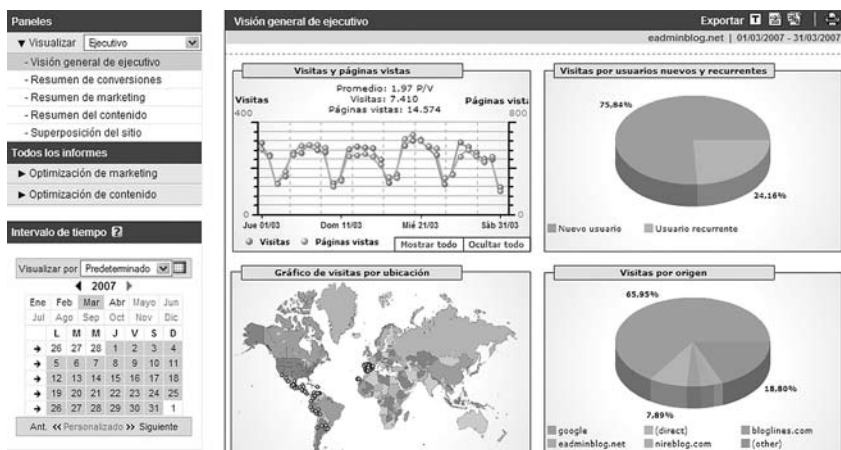 Paneles
▼ Visualizar Ejecutivo
- Visión general de ejecutivo
- Resumen de conversiones
- Resumen de marketing
- Resumen del contenido
- Superposición del sitio
Todos los informes
► Optimización de marketing
► Optimización de contenido
Intervalo de tiempo ?
Visualizar por Predeterminado
2007
Ene Feb Mar Abr Mayo Jun
Jul Ago Sep Oct Nov Dic
L M M J V S D
26 27 28 1 2 3 4
5 6 7 8 9 10 11
12 13 14 15 16 17 18
19 20 21 22 23 24 25
26 27 28 29 30 31 1
Ant. << Personalizado >> Siguiente
Visión general de ejecutivo
Exportar T
eadminblog.net | 01/03/2007 - 31/03/2007
Visitas y páginas vistas
Promedio: 1.97 P/V
Visitas: 7.410
Páginas vistas: 14.574
Visitas
400
Páginas vista
800
0
0
Jue 01/03 Dom 11/03 Mié 21/03 Sáb 31/03
Visitas Páginas vistas Mostrar todo Ocultar todo
Visitas por usuarios nuevos y recurrentes
75,84%
24,16%
Nuevo usuario Usuario recurrente
Gráfico de visitas por ubicación
Visitas por origen
65,95%
18,80%
7,89%
google (direct) bloglines.com
eadminblog.net nireblog.com (other)